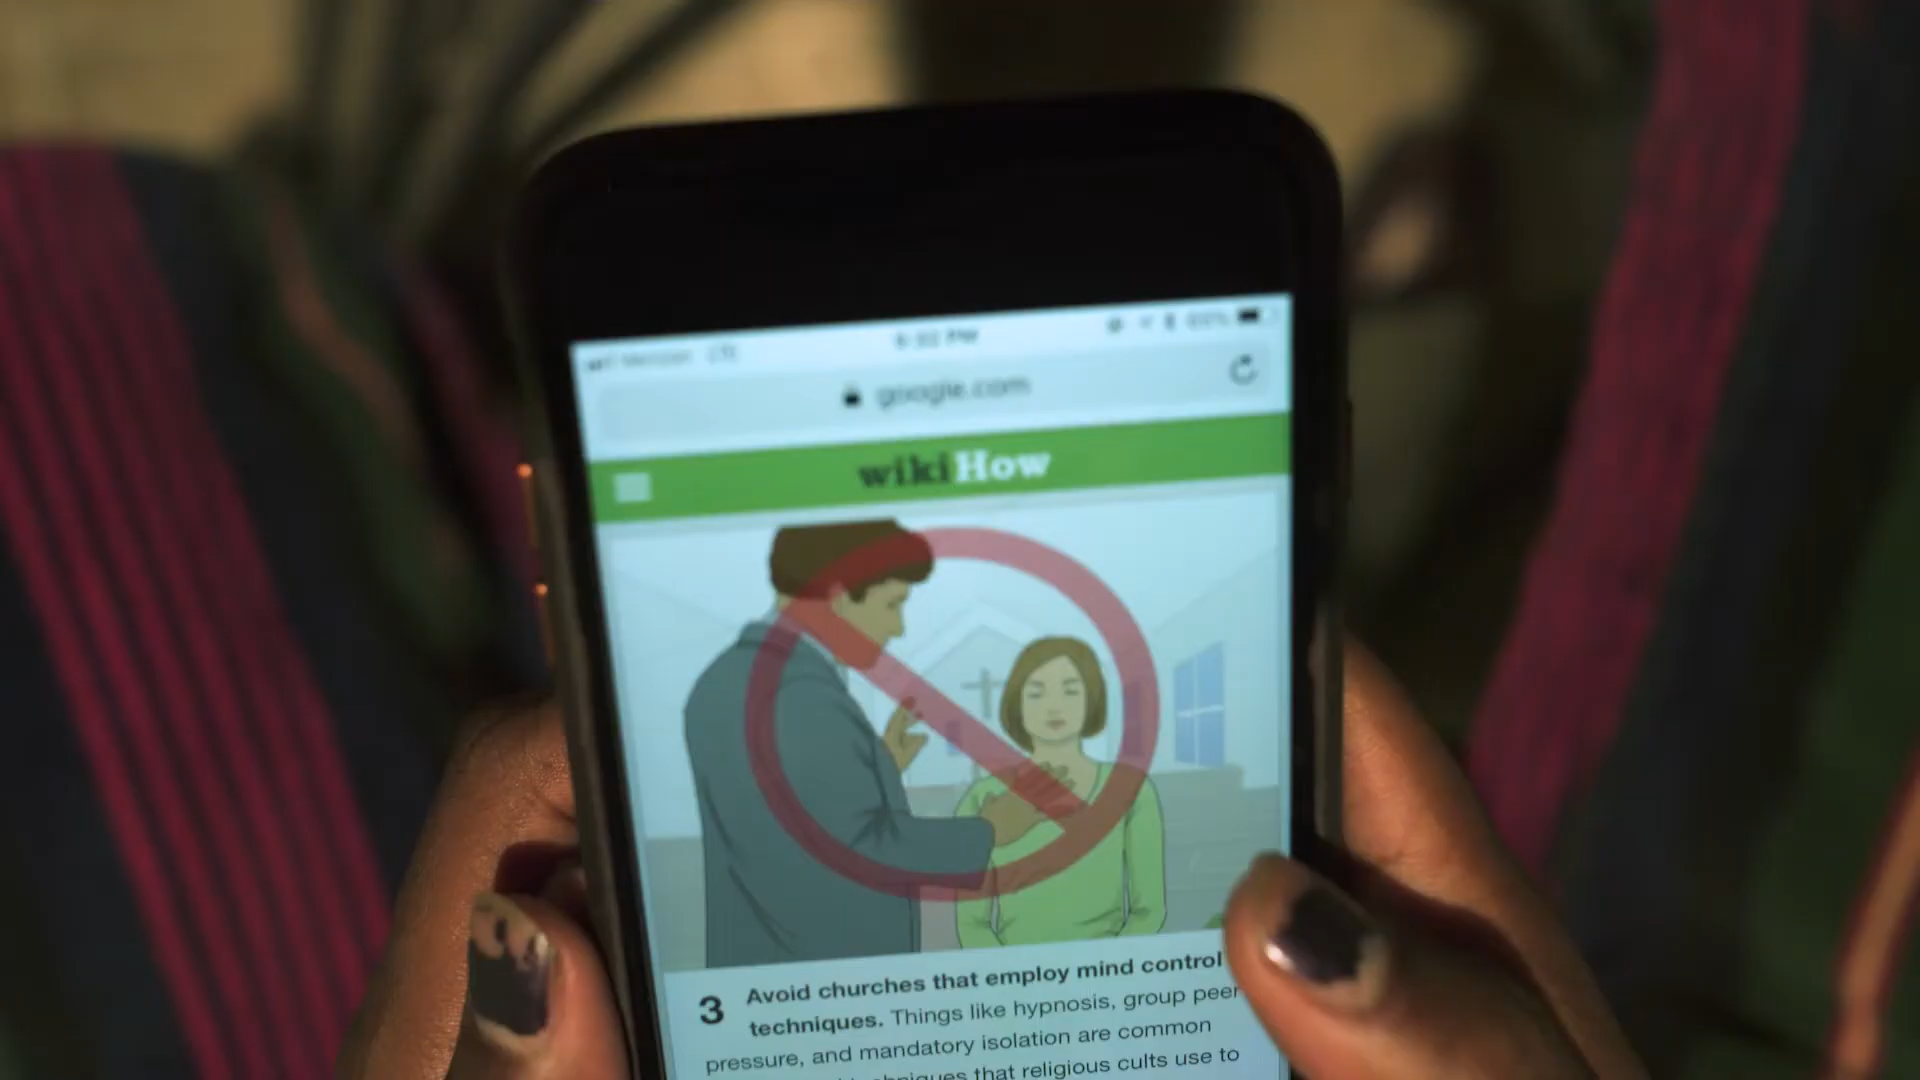 google.com
wikiHow
3 Avoid churches that employ mind control
techniques. Things like hypnosis, group peer
pressure, and mandatory isolation are common
techniques that religious cults use to